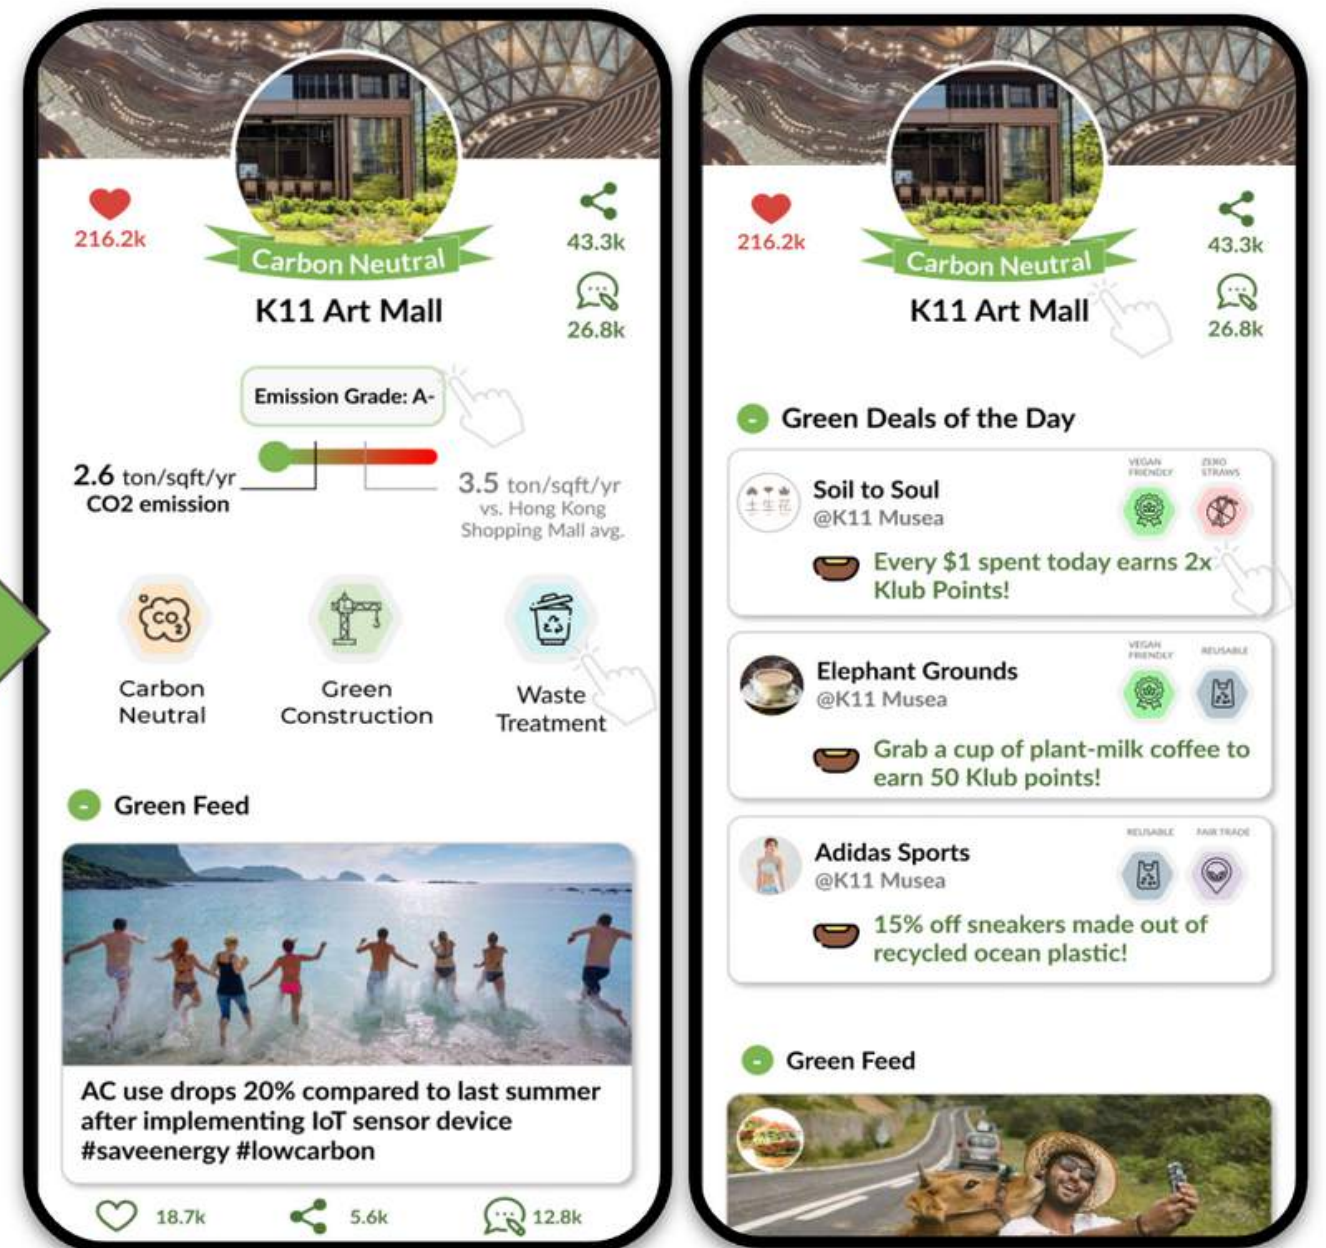 216.2k
43.3k
26.8k
Carbon Neutral
K11 Art Mall
Emission Grade: A-
2.6 ton/sqft/yr
CO2 emission
3.5 ton/sqft/yr
vs. Hong Kong
Shopping Mall avg.
CO2
Carbon
Neutral
Green
Construction
Waste
Treatment
- Green Feed
AC use drops 20% compared to last summer
after implementing IoT sensor device
#saveenergy #lowcarbon
18.7k
5.6k
12.8k
216.2k
43.3k
26.8k
Carbon Neutral
K11 Art Mall
- Green Deals of the Day
土生花
Soil to Soul
@K11 Musea
VEGAN
FRIENDLY
ZERO
STRAWS
Every $1 spent today earns 2x
Klub Points!
Elephant Grounds
@K11 Musea
VEGAN
FRIENDLY
REUSABLE
Grab a cup of plant-milk coffee to
earn 50 Klub points!
Adidas Sports
@K11 Musea
REUSABLE
FAIR TRADE
15% off sneakers made out of
recycled ocean plastic!
- Green Feed